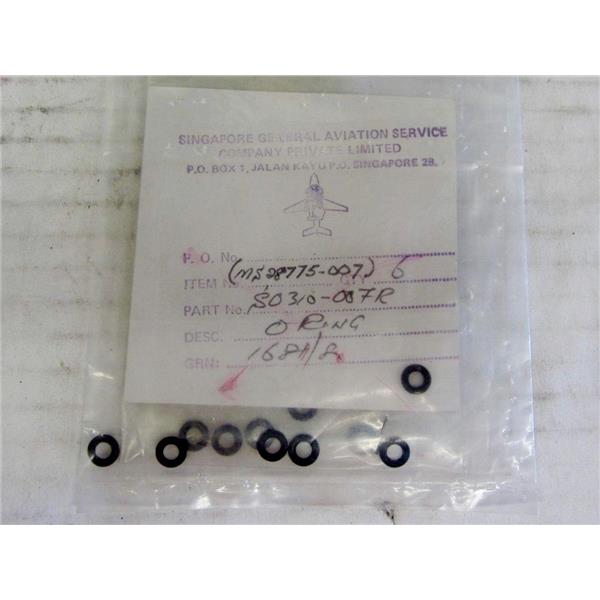 SINGAPORE GENERAL AVIATION SERVICE
COMPANY PRIVATE LIMITED
P.O. BOX 1, JALAN KAYU P.O. SINGAPORE 28.
P. O. No.
(MS28775-007)
ITEM No. QTY. 6
PART No. S0310-007R
DESC. O RING
GRN: 168A/8